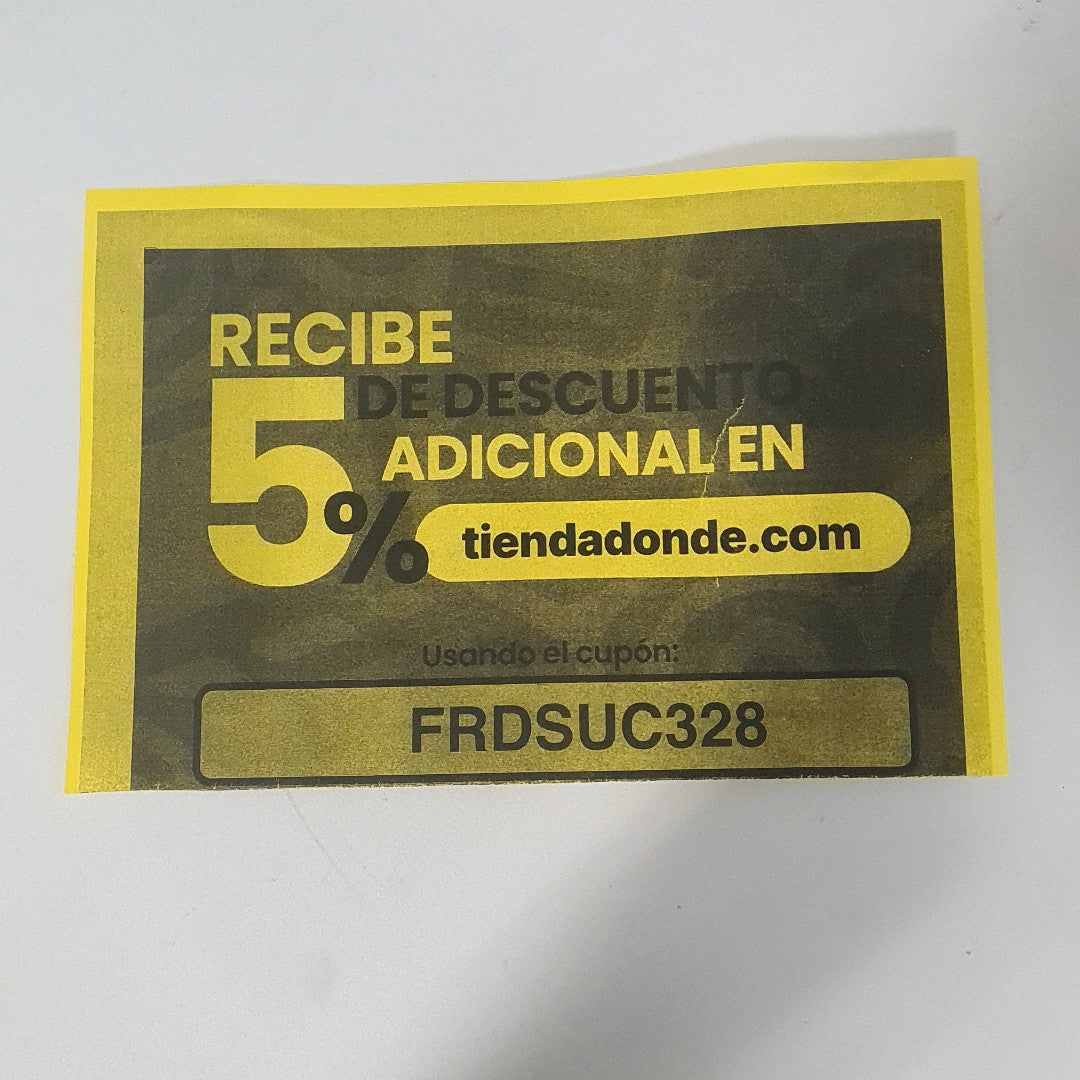 RECIBE
5% DE DESCUENTO
ADICIONAL EN
tiendadonde.com
Usando el cupón:
FRDSUC328